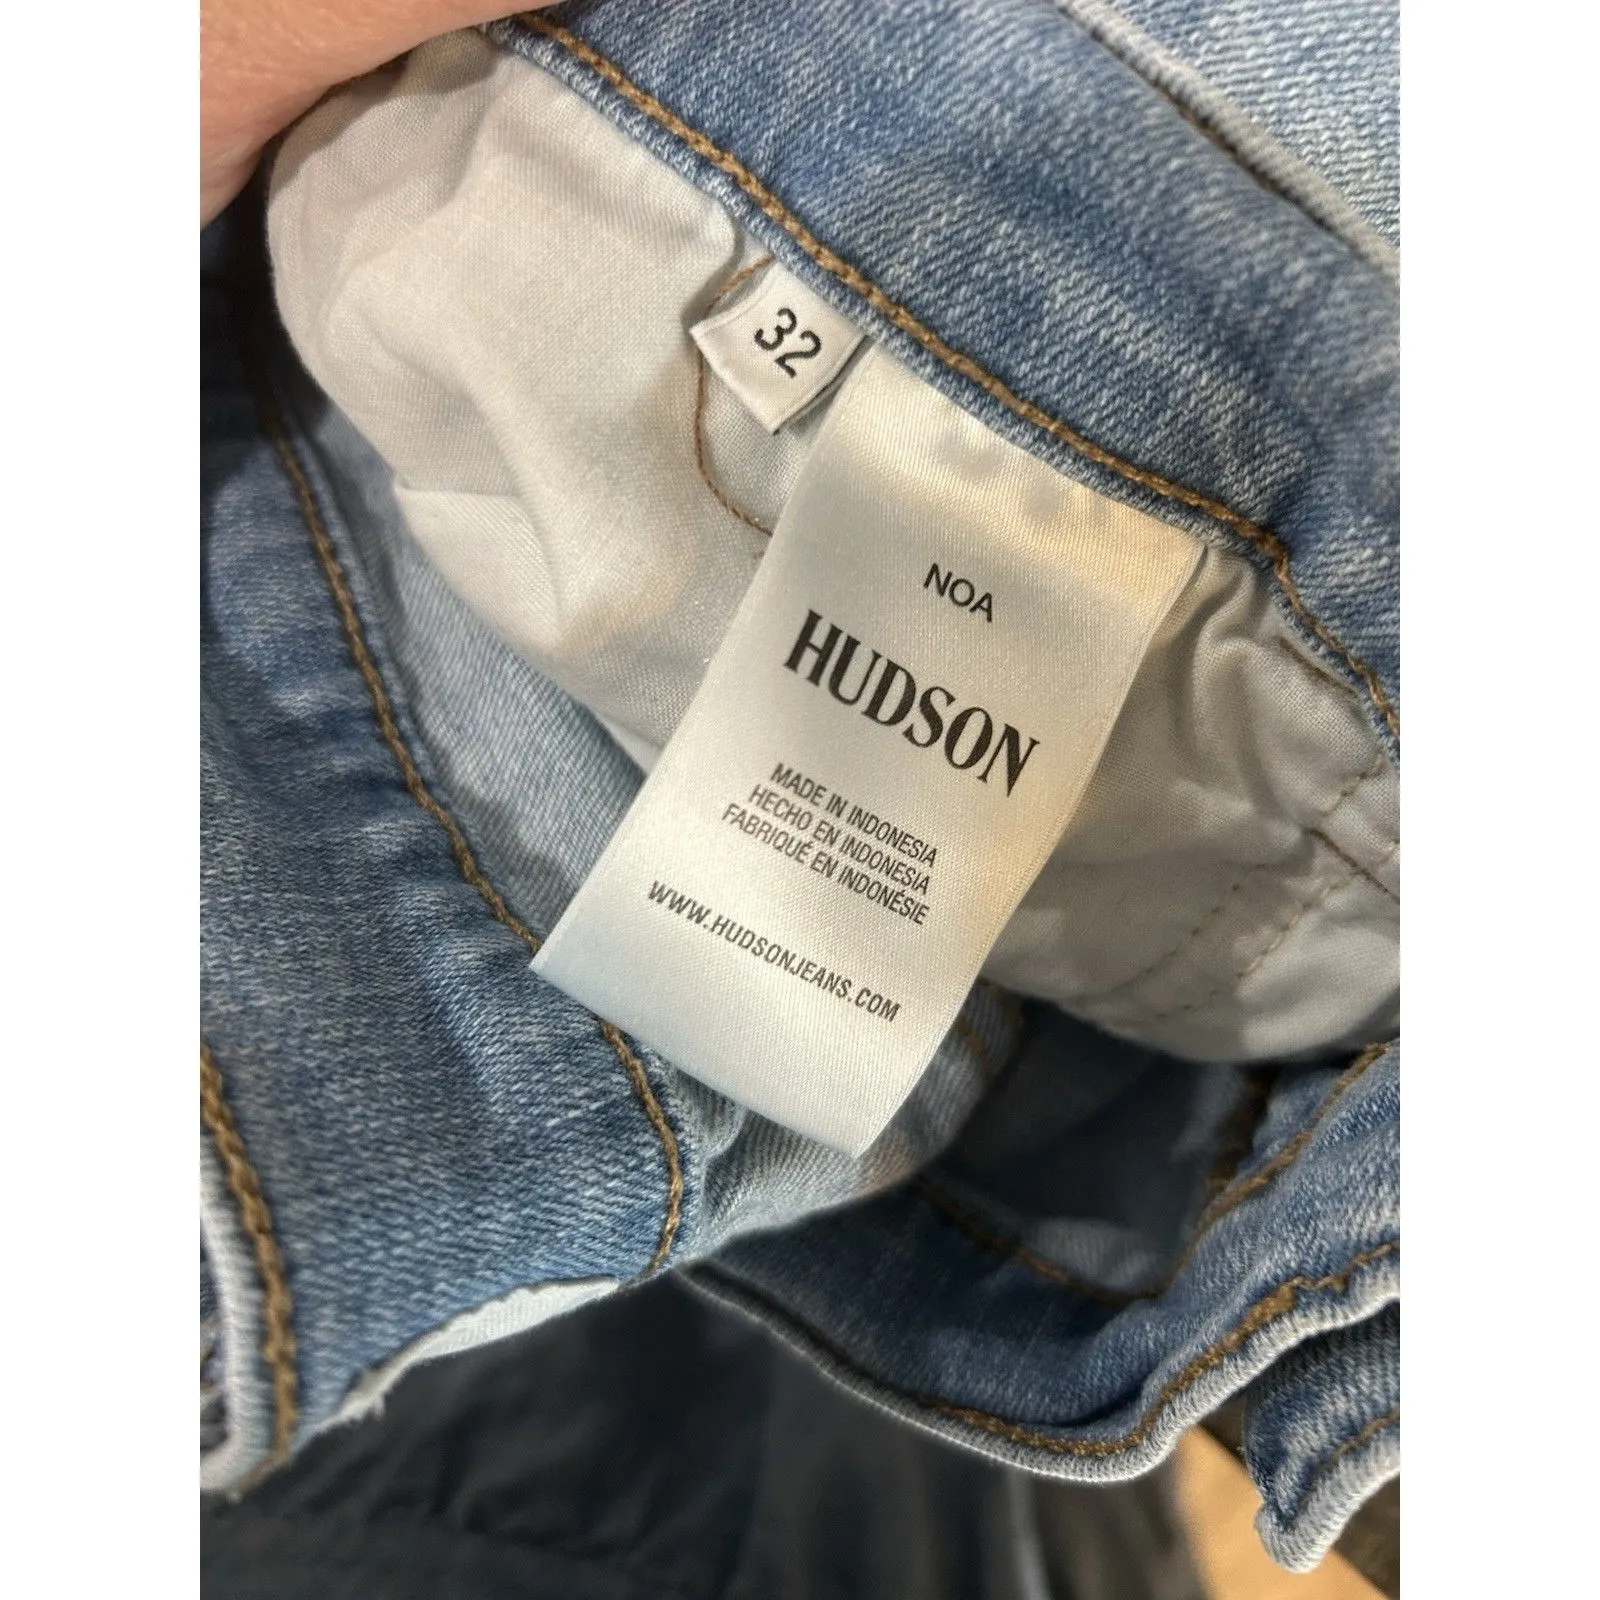 32
NOA
HUDSON
MADE IN INDONESIA
HECHO EN INDONESIA
FABRIQUÉ EN INDONÉSIE
WWW.HUDSONJEANS.COM